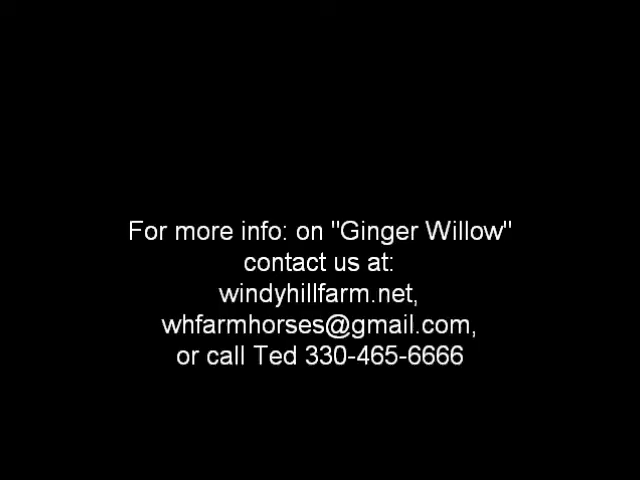 For more info: on "Ginger Willow"
contact us at:
windyhillfarm.net,
whfarmhorses@gmail.com,
or call Ted 330-465-6666